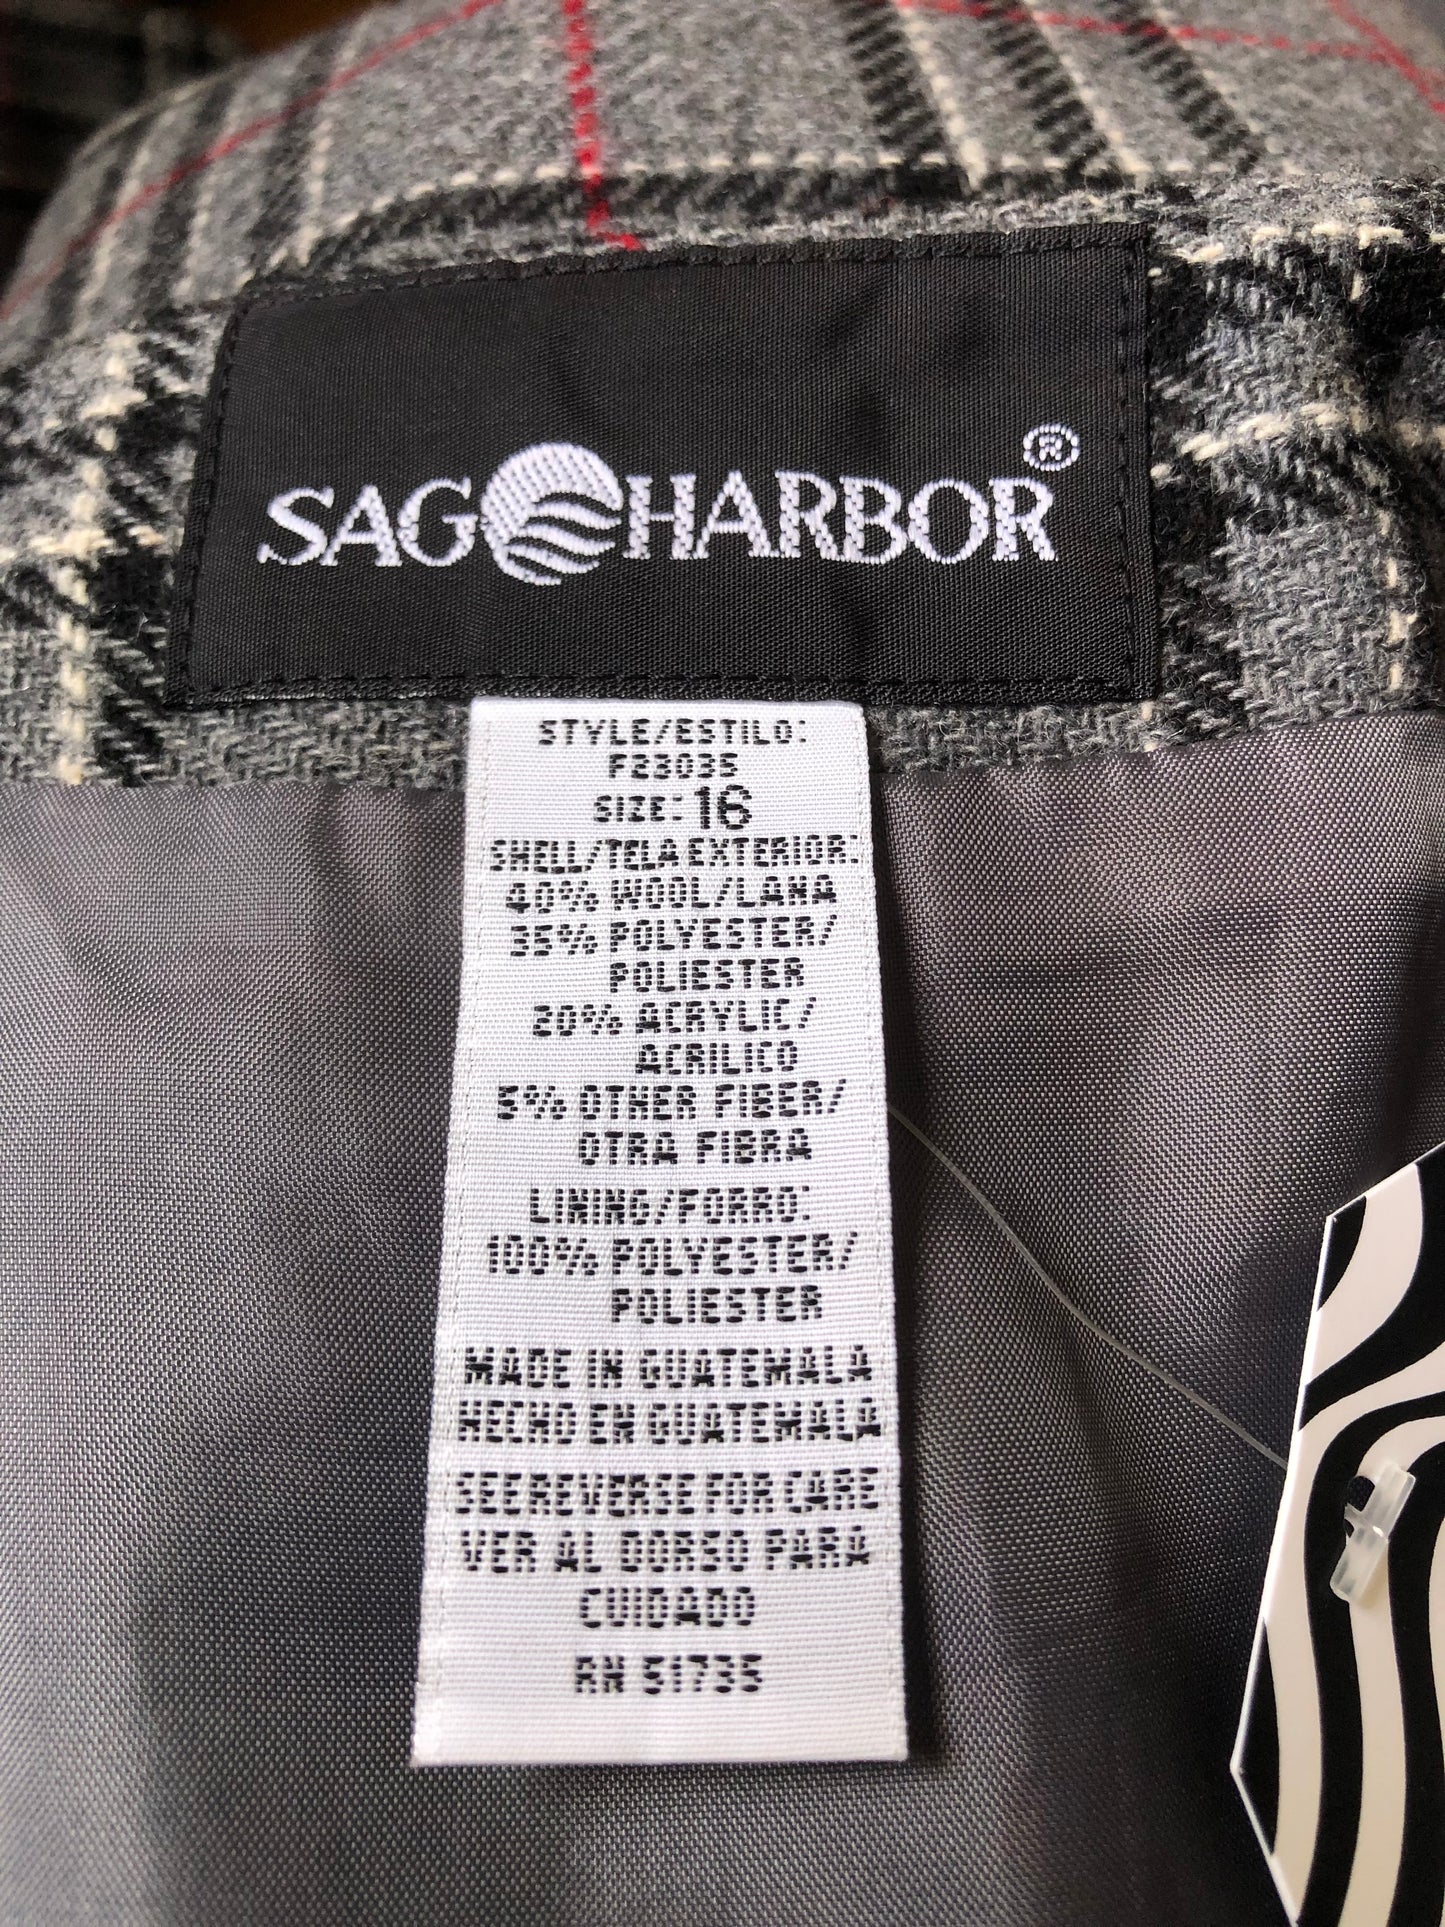 SAG HARBOR®
STYLE/ESTILO:
F23035
SIZE: 16
SHELL/TELA EXTERIOR:
40% WOOL/LANA
35% POLYESTER/
POLIESTER
20% ACRYLIC/
ACRILICO
5% OTHER FIBER/
OTRA FIBRA
LINING/FORRO:
100% POLYESTER/
POLIESTER
MADE IN GUATEMALA
HECHO EN GUATEMALA
SEE REVERSE FOR CARE
VER AL DORSO PARA
CUIDADO
RN 51735